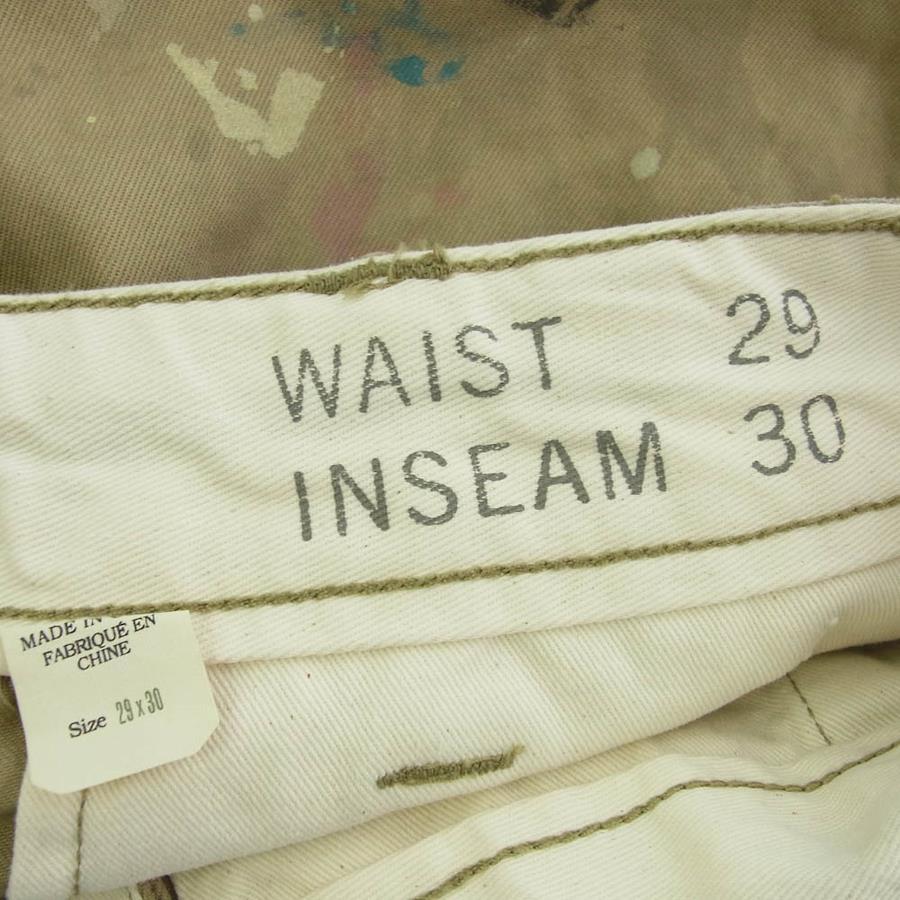 WAIST 29
INSEAM 30
MADE IN
FABRIQUÉ EN
CHINE
Size 29 x 30